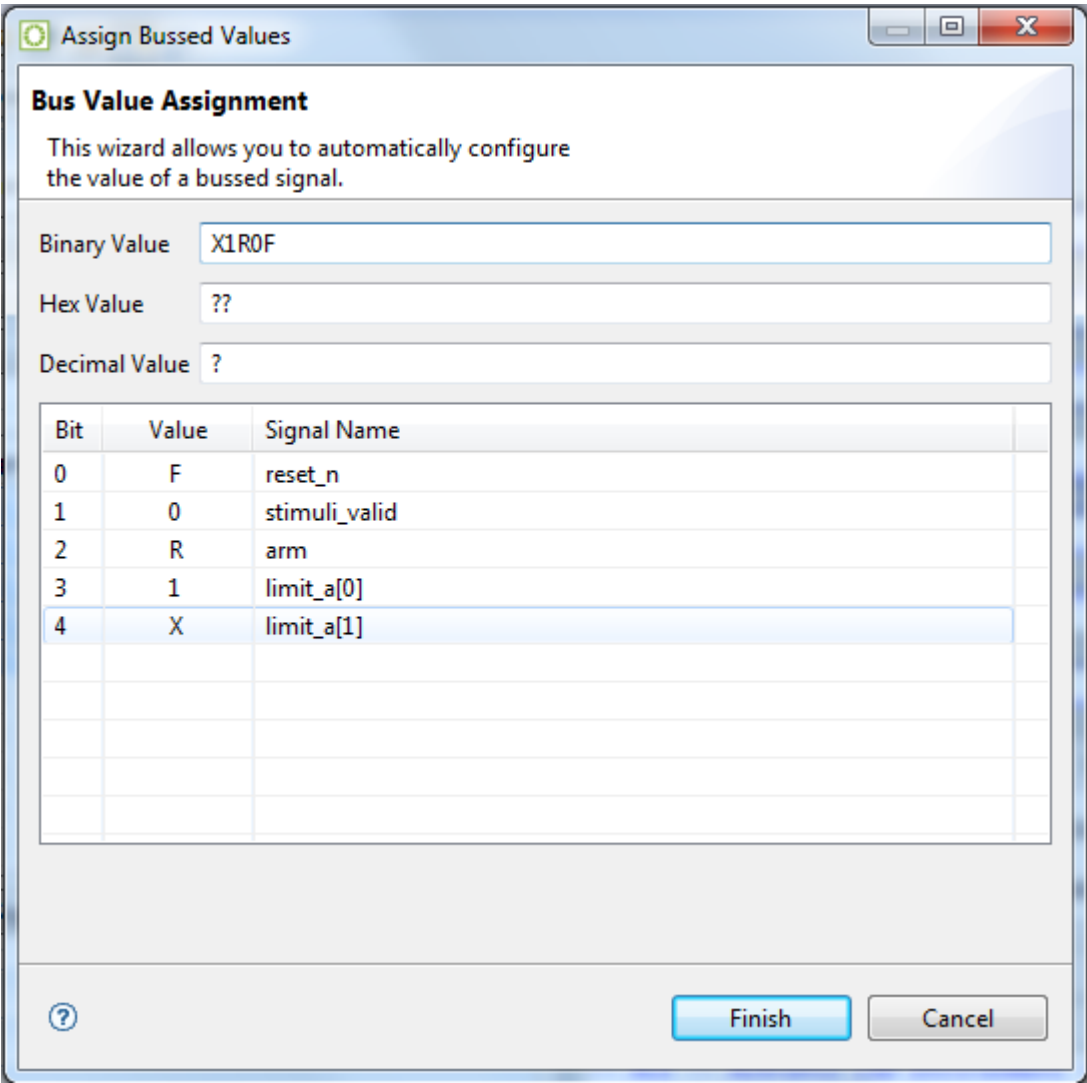 Assign Bussed Values
Bus Value Assignment
This wizard allows you to automatically configure
the value of a bussed signal.
Binary Value X1R0F
Hex Value ??
Decimal Value ?
Bit Value Signal Name
0 F reset_n
1 0 stimuli_valid
2 R arm
3 1 limit_a[0]
4 X limit_a[1]
Finish Cancel